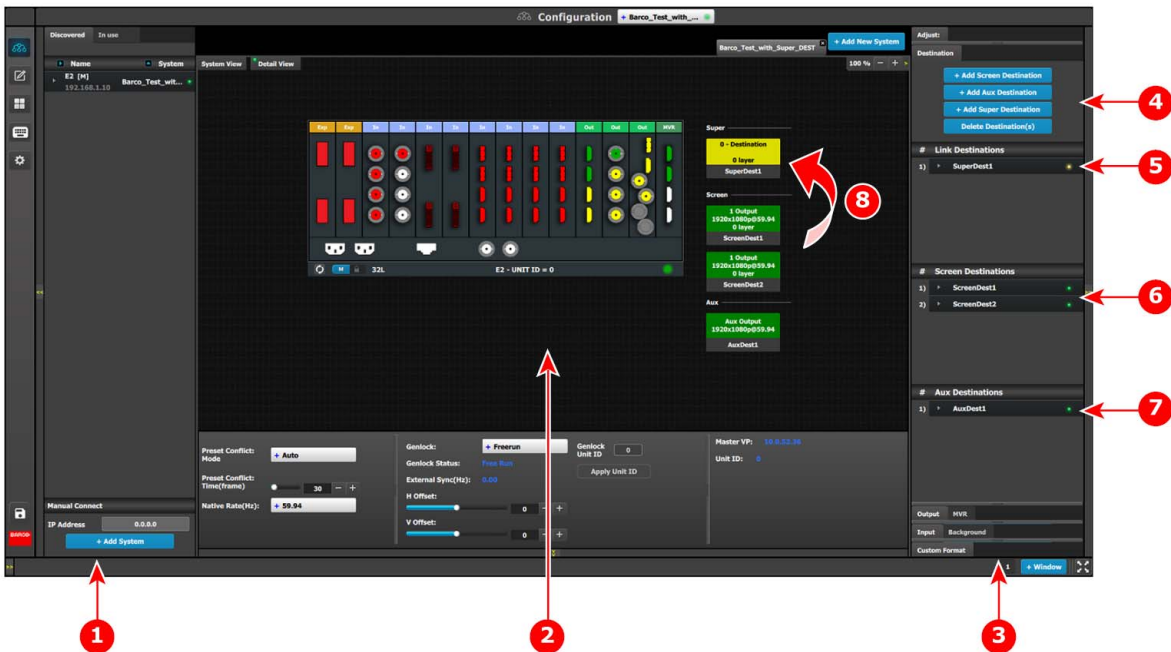 Configuration + Barco_Test_with_...
Discovered In use
Name System
E2 [M] Barco_Test_wit...
192.168.1.10
System View Detail View
Barco_Test_with_Super_DEST + Add New System
100 % − +
Exp Exp In In In In In In In In Out Out Out MVR
M 32L E2 - UNIT ID = 0
Super
0 - Destination
0 layer
SuperDest1
Screen
1 Output
1920x1080p@59.94
0 layer
ScreenDest1
1 Output
1920x1080p@59.94
0 layer
ScreenDest2
Aux
Aux Output
1920x1080p@59.94
AuxDest1
8
Adjust:
Destination
+ Add Screen Destination
+ Add Aux Destination
+ Add Super Destination
Delete Destination(s)
# Link Destinations
1) SuperDest1
# Screen Destinations
1) ScreenDest1
2) ScreenDest2
# Aux Destinations
1) AuxDest1
4
5
6
7
Preset Conflict:
Mode
+ Auto
Preset Conflict:
Time(frame)
30 − +
Native Rate(Hz): + 59.94
Genlock: + Freerun
Genlock Status: Free Run
External Sync(Hz): 0.00
H Offset:
0 − +
V Offset:
0 − +
Genlock
Unit ID
0
Apply Unit ID
Master VP: 10.0.52.36
Unit ID: 0
Manual Connect
IP Address 0.0.0.0
+ Add System
BARCO
Output MVR
Input Background
Custom Format
1 + Window
1
2
3